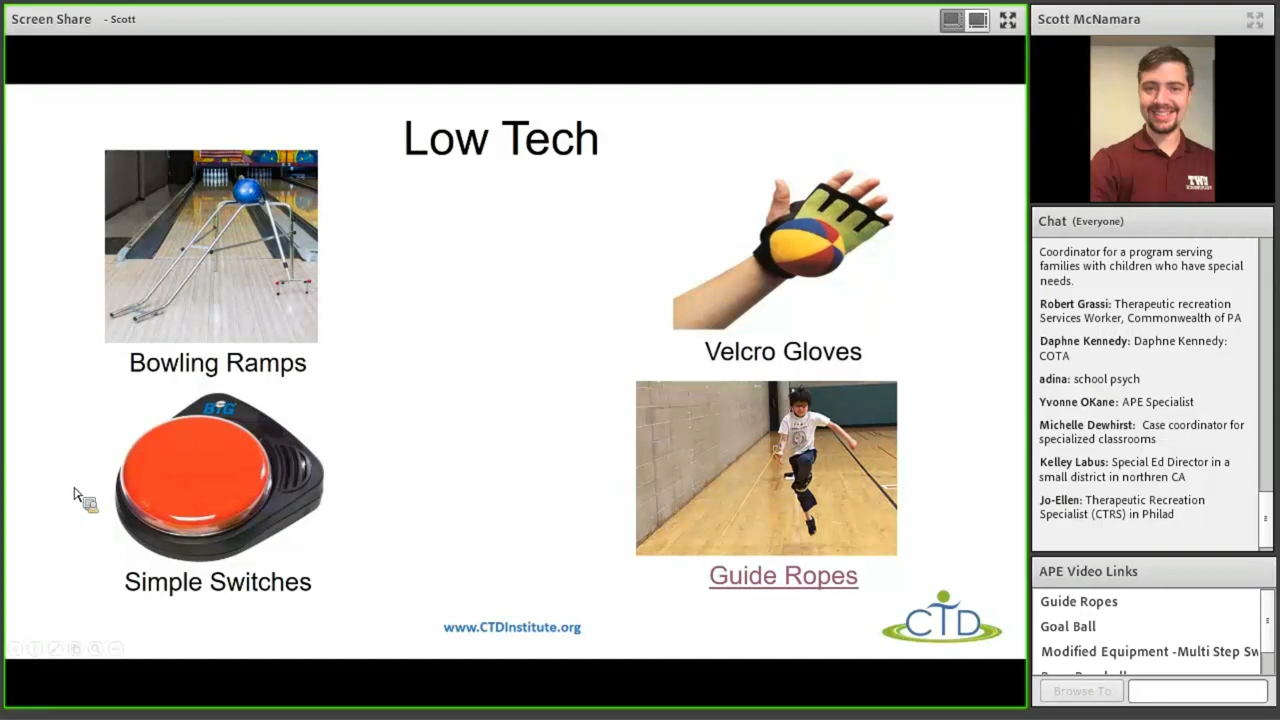 Screen Share - Scott
Low Tech
Bowling Ramps
BIG
Simple Switches
Velcro Gloves
Guide Ropes
www.CTDInstitute.org
CTD
Scott McNamara
TWU
Chat (Everyone)
Coordinator for a program serving
families with children who have special
needs.
Robert Grassi: Therapeutic recreation
Services Worker, Commonwealth of PA
Daphne Kennedy: Daphne Kennedy:
COTA
adina: school psych
Yvonne OKane: APE Specialist
Michelle Dewhirst: Case coordinator for
specialized classrooms
Kelley Labus: Special Ed Director in a
small district in northren CA
Jo-Ellen: Therapeutic Recreation
Specialist (CTRS) in Philad
APE Video Links
Guide Ropes
Goal Ball
Modified Equipment -Multi Step Sw
Browse To